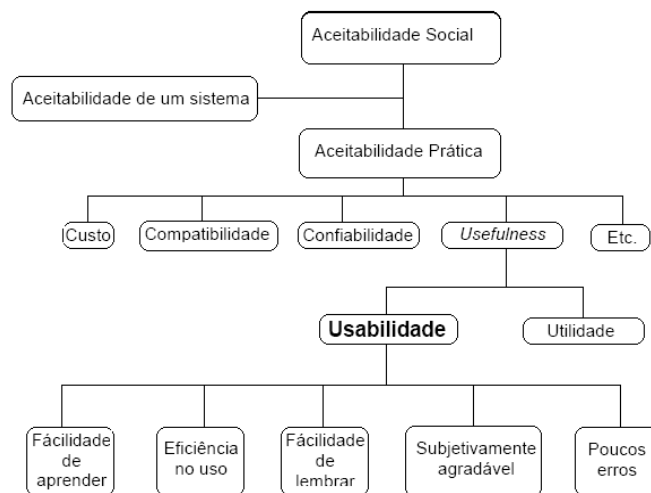 Aceitabilidade Social
Aceitabilidade de um sistema
Aceitabilidade Prática
Custo
Compatibilidade
Confiabilidade
Usefulness
Etc.
Usabilidade
Utilidade
Fácilidade
de
aprender
Eficiência
no uso
Fácilidade
de
lembrar
Subjetivamente
agradável
Poucos
erros